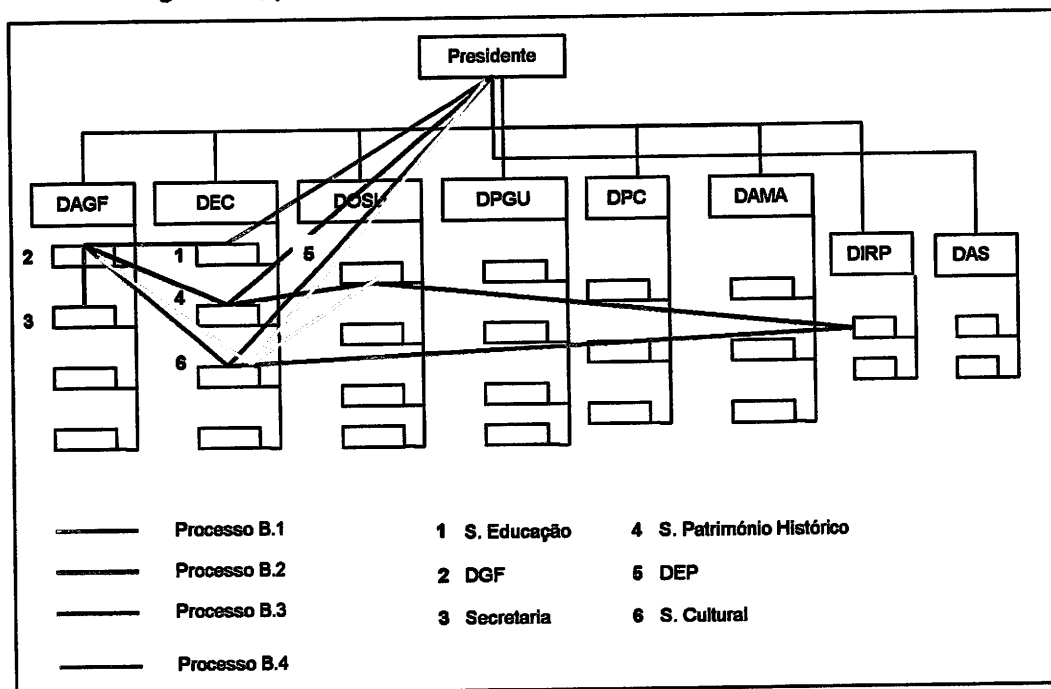 Presidente
DAGF
DEC
DOSU
DPGU
DPC
DAMA
DIRP
DAS
2
1
5
4
3
6
Processo B.1
Processo B.2
Processo B.3
Processo B.4
1 S. Educação
2 DGF
3 Secretaria
4 S. Património Histórico
5 DEP
6 S. Cultural